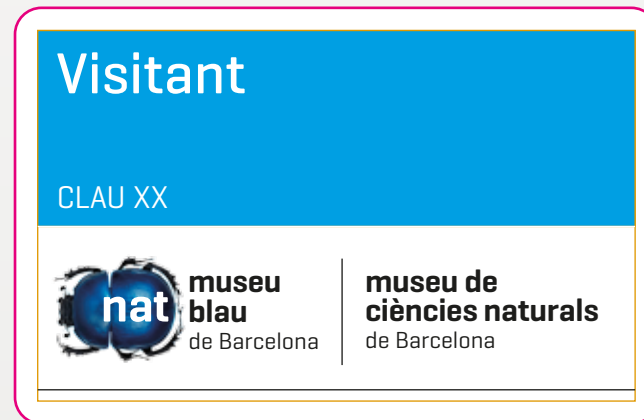 Visitant
CLAU XX
nat
museu
blau
de Barcelona
museu de
ciències naturals
de Barcelona